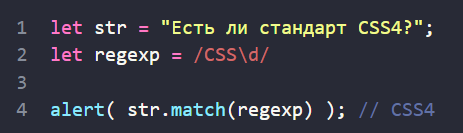 1 let str = "Есть ли стандарт CSS4?";
2 let regexp = /CSS\d/
3
4 alert( str.match(regexp) ); // CSS4